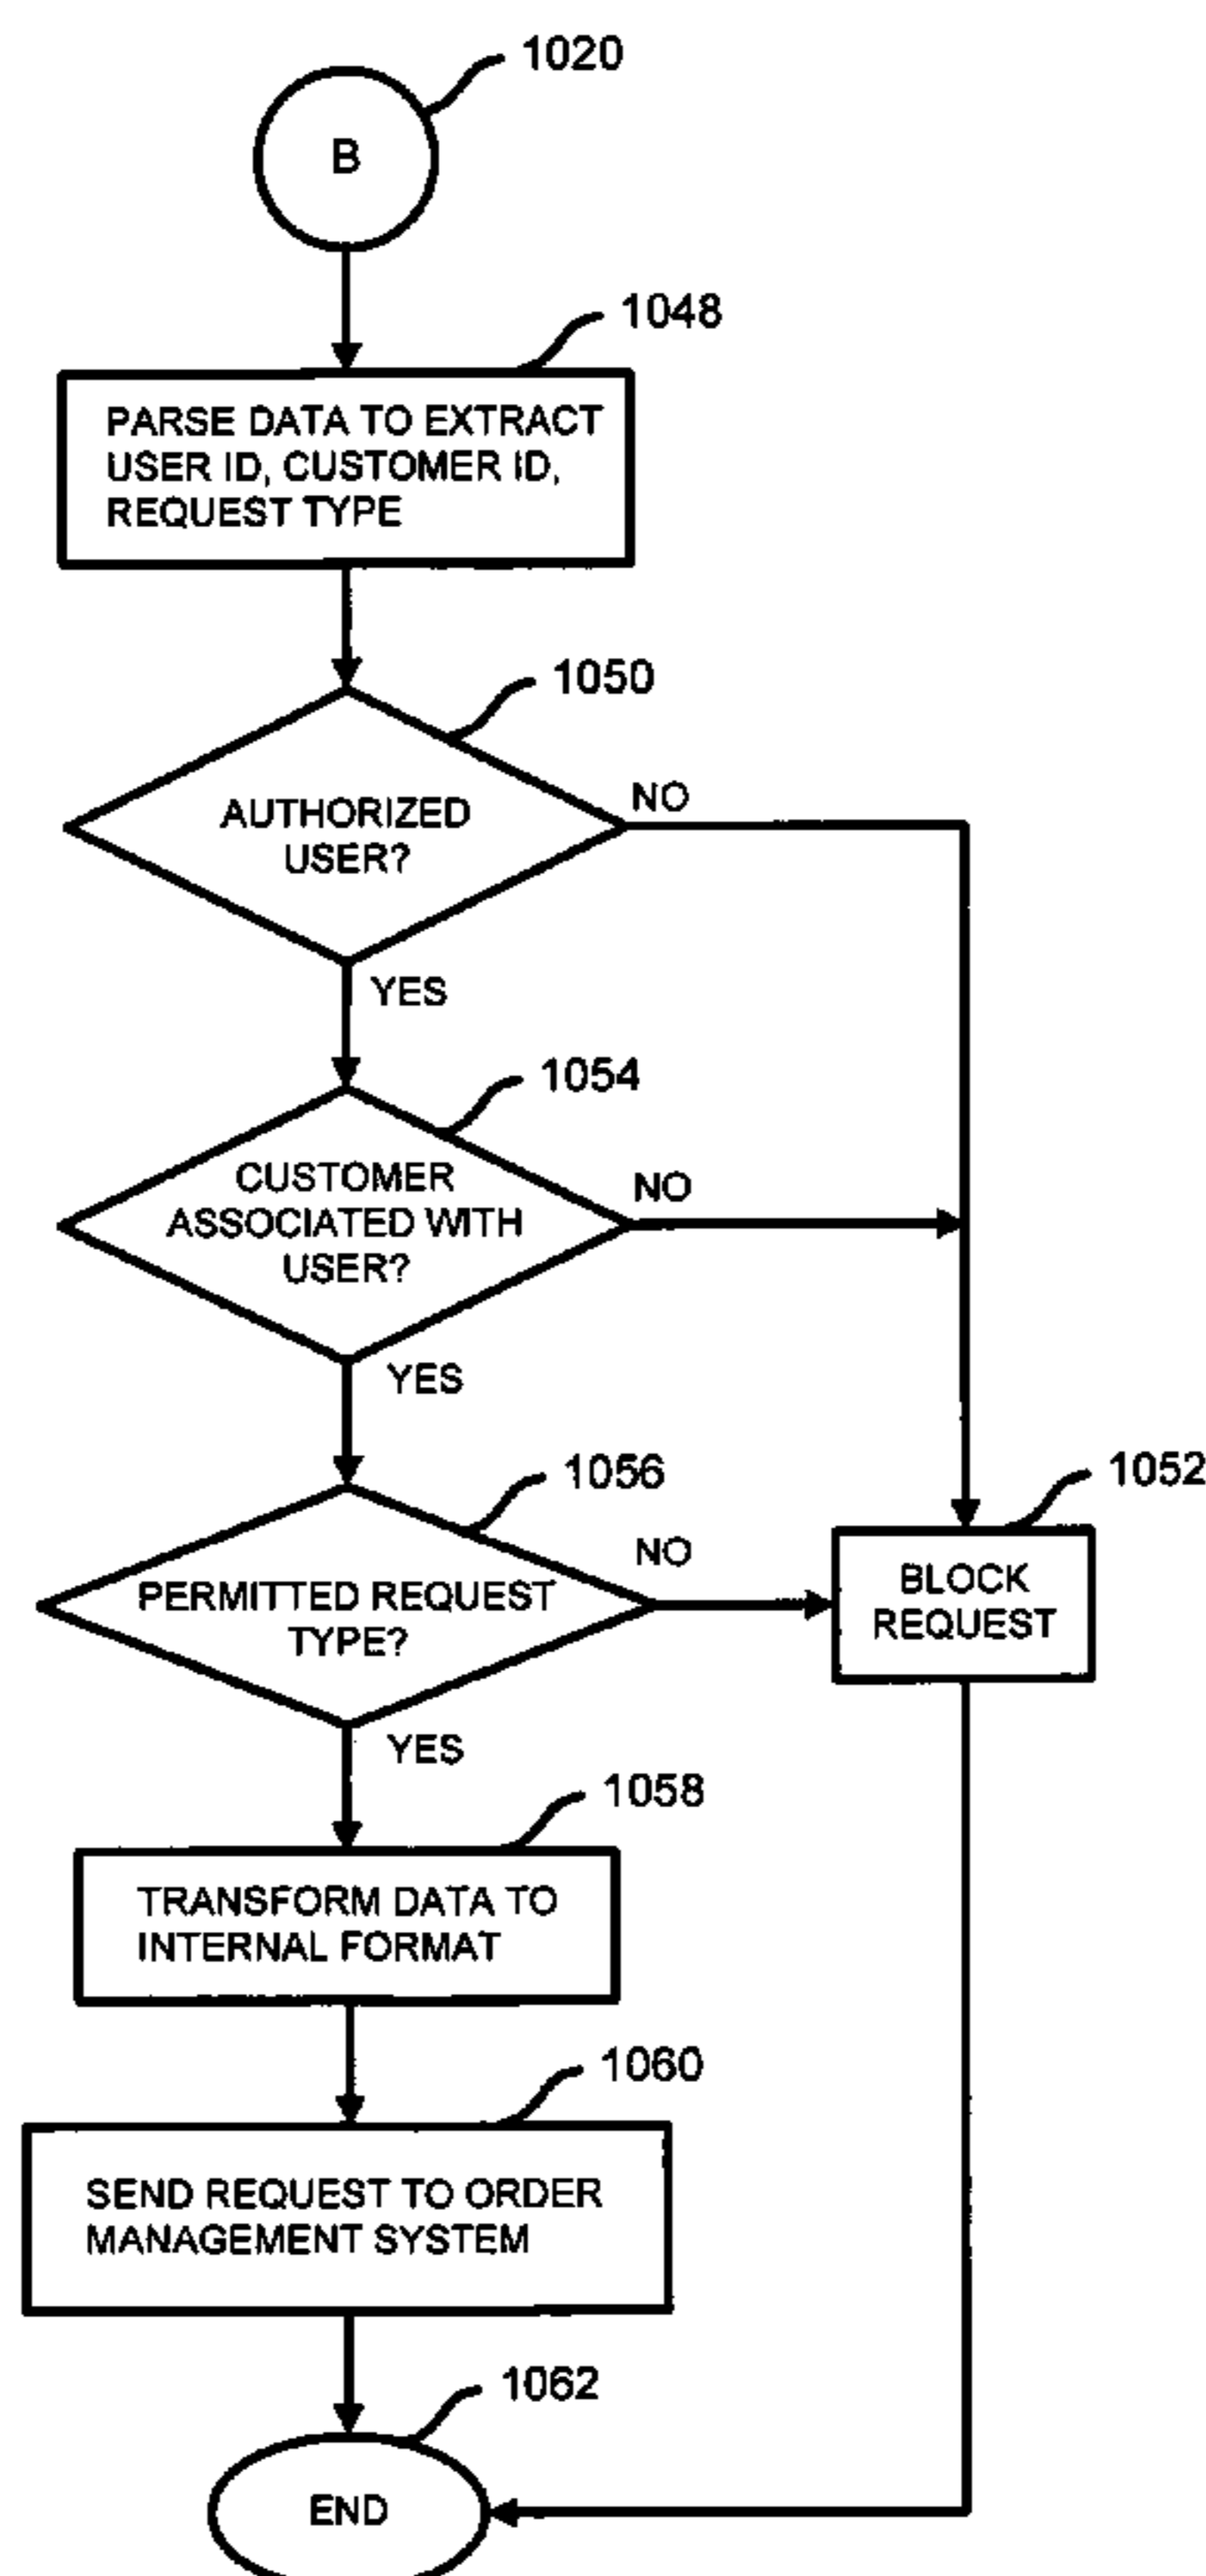 1020
B
1048
PARSE DATA TO EXTRACT
USER ID, CUSTOMER ID,
REQUEST TYPE
1050
AUTHORIZED
USER?
NO
YES
1054
CUSTOMER
ASSOCIATED WITH
USER?
NO
YES
1056
PERMITTED REQUEST
TYPE?
NO
1052
BLOCK
REQUEST
YES
1058
TRANSFORM DATA TO
INTERNAL FORMAT
1060
SEND REQUEST TO ORDER
MANAGEMENT SYSTEM
1062
END